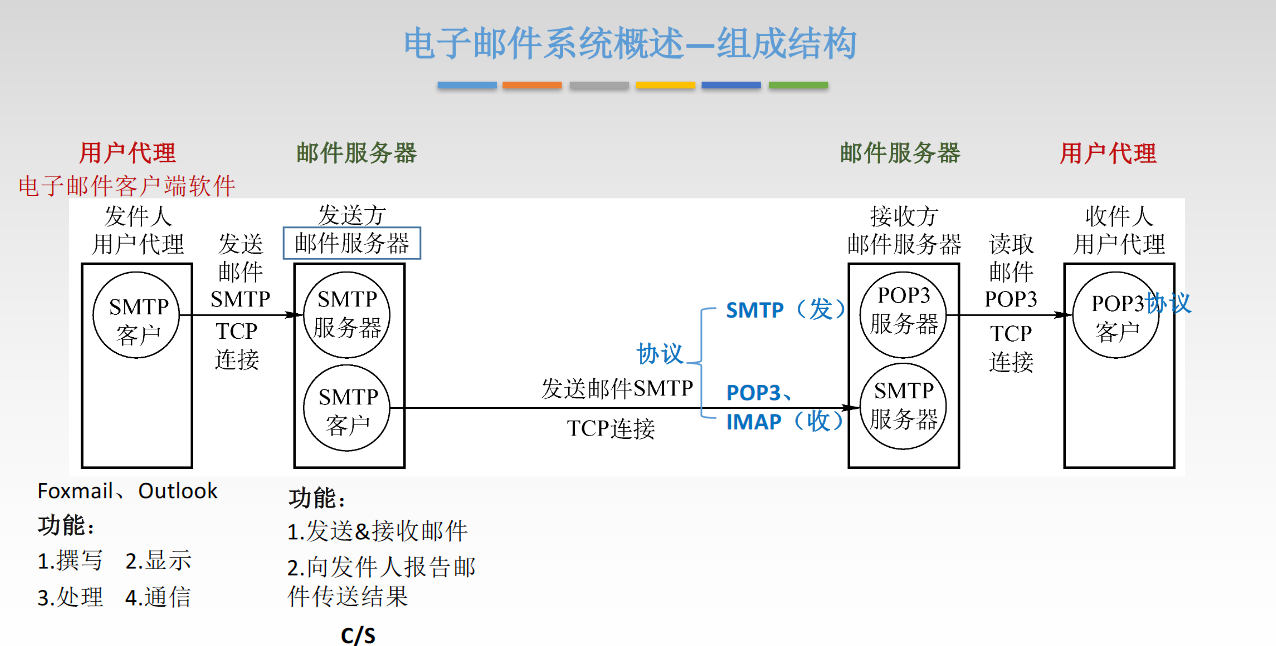 电子邮件系统概述—组成结构
用户代理
电子邮件客户端软件
邮件服务器
邮件服务器
用户代理
发件人
用户代理
发送
邮件
SMTP
TCP
连接
SMTP
客户
发送方
邮件服务器
SMTP
服务器
SMTP
客户
发送邮件SMTP
TCP连接
协议
SMTP（发）
POP3、
IMAP（收）
接收方
邮件服务器
POP3
服务器
SMTP
服务器
读取
邮件
POP3
TCP
连接
收件人
用户代理
POP3
客户
协议
Foxmail、Outlook
功能：
1.撰写 2.显示
3.处理 4.通信
功能：
1.发送&接收邮件
2.向发件人报告邮
件传送结果
C/S